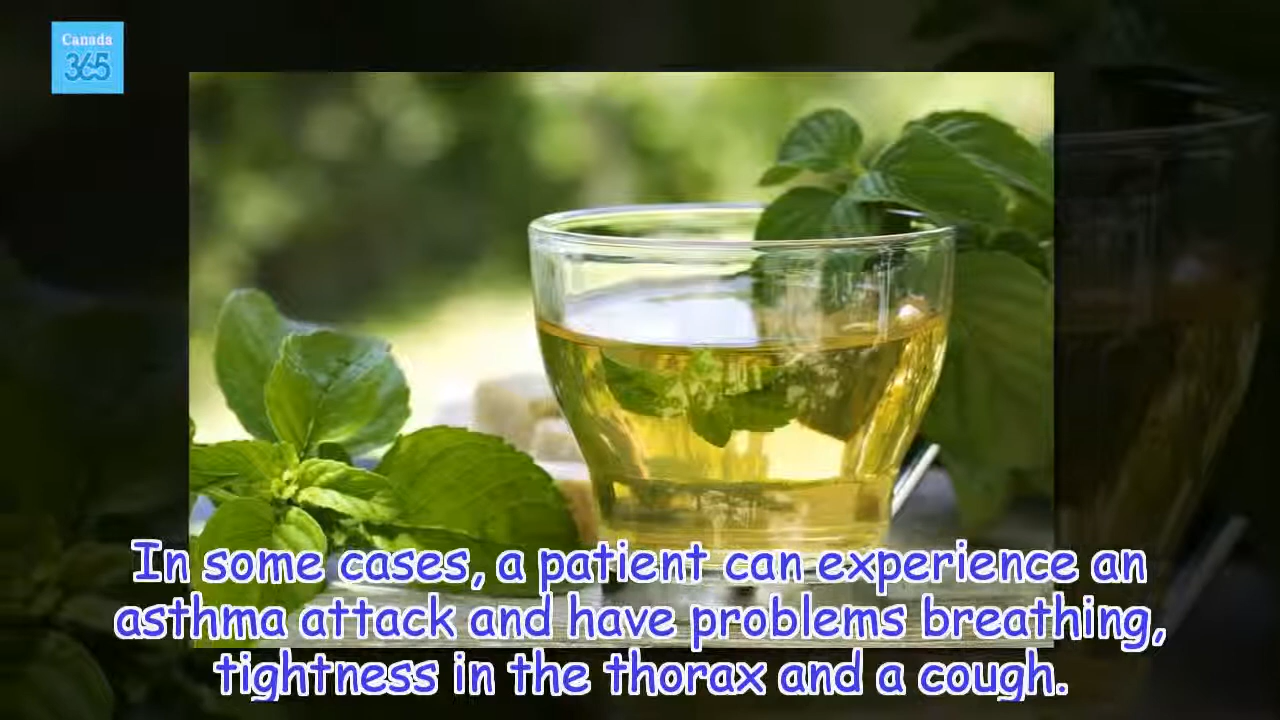 Canada
365
In some cases, a patient can experience an
asthma attack and have problems breathing,
tightness in the thorax and a cough.